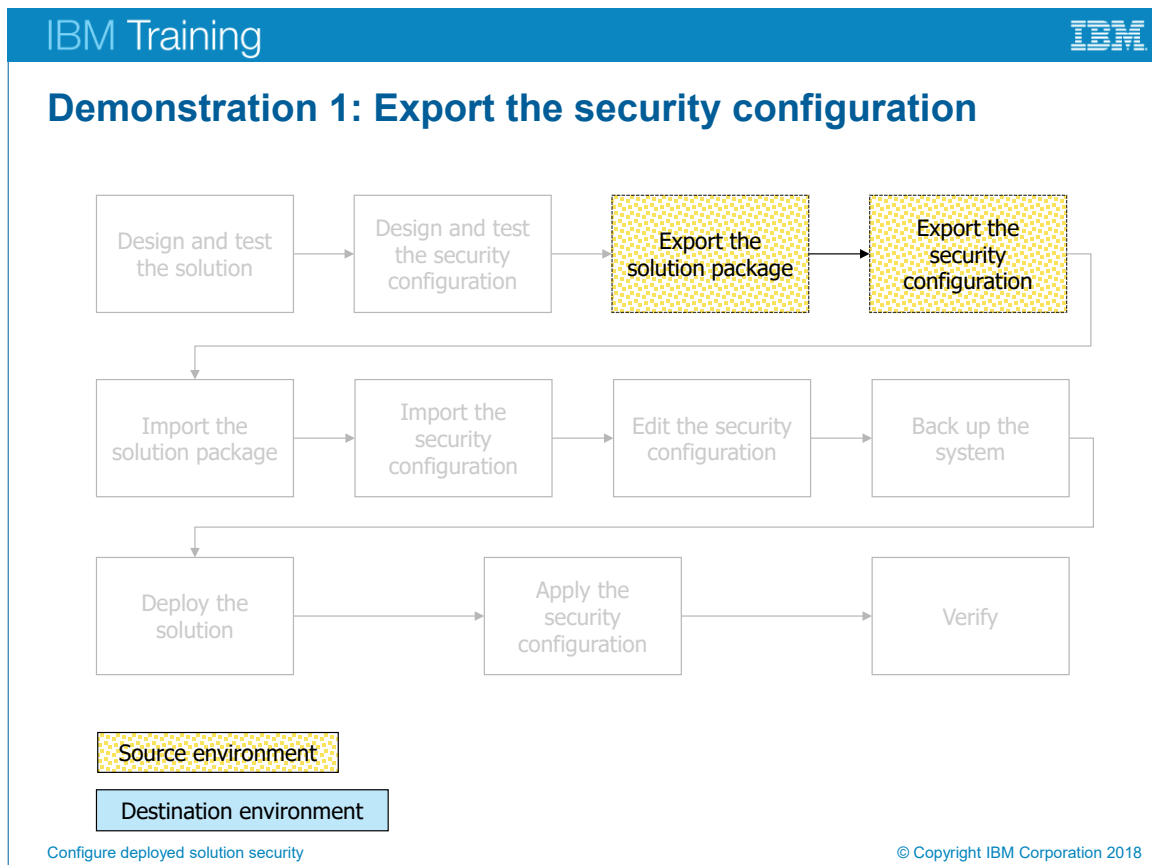 IBM Training
IBM
Demonstration 1: Export the security configuration
Design and test
the solution
Design and test
the security
configuration
Export the
solution package
Export the
security
configuration
Import the
solution package
Import the
security
configuration
Edit the security
configuration
Back up the
system
Deploy the
solution
Apply the
security
configuration
Verify
Source environment
Destination environment
Configure deployed solution security
© Copyright IBM Corporation 2018